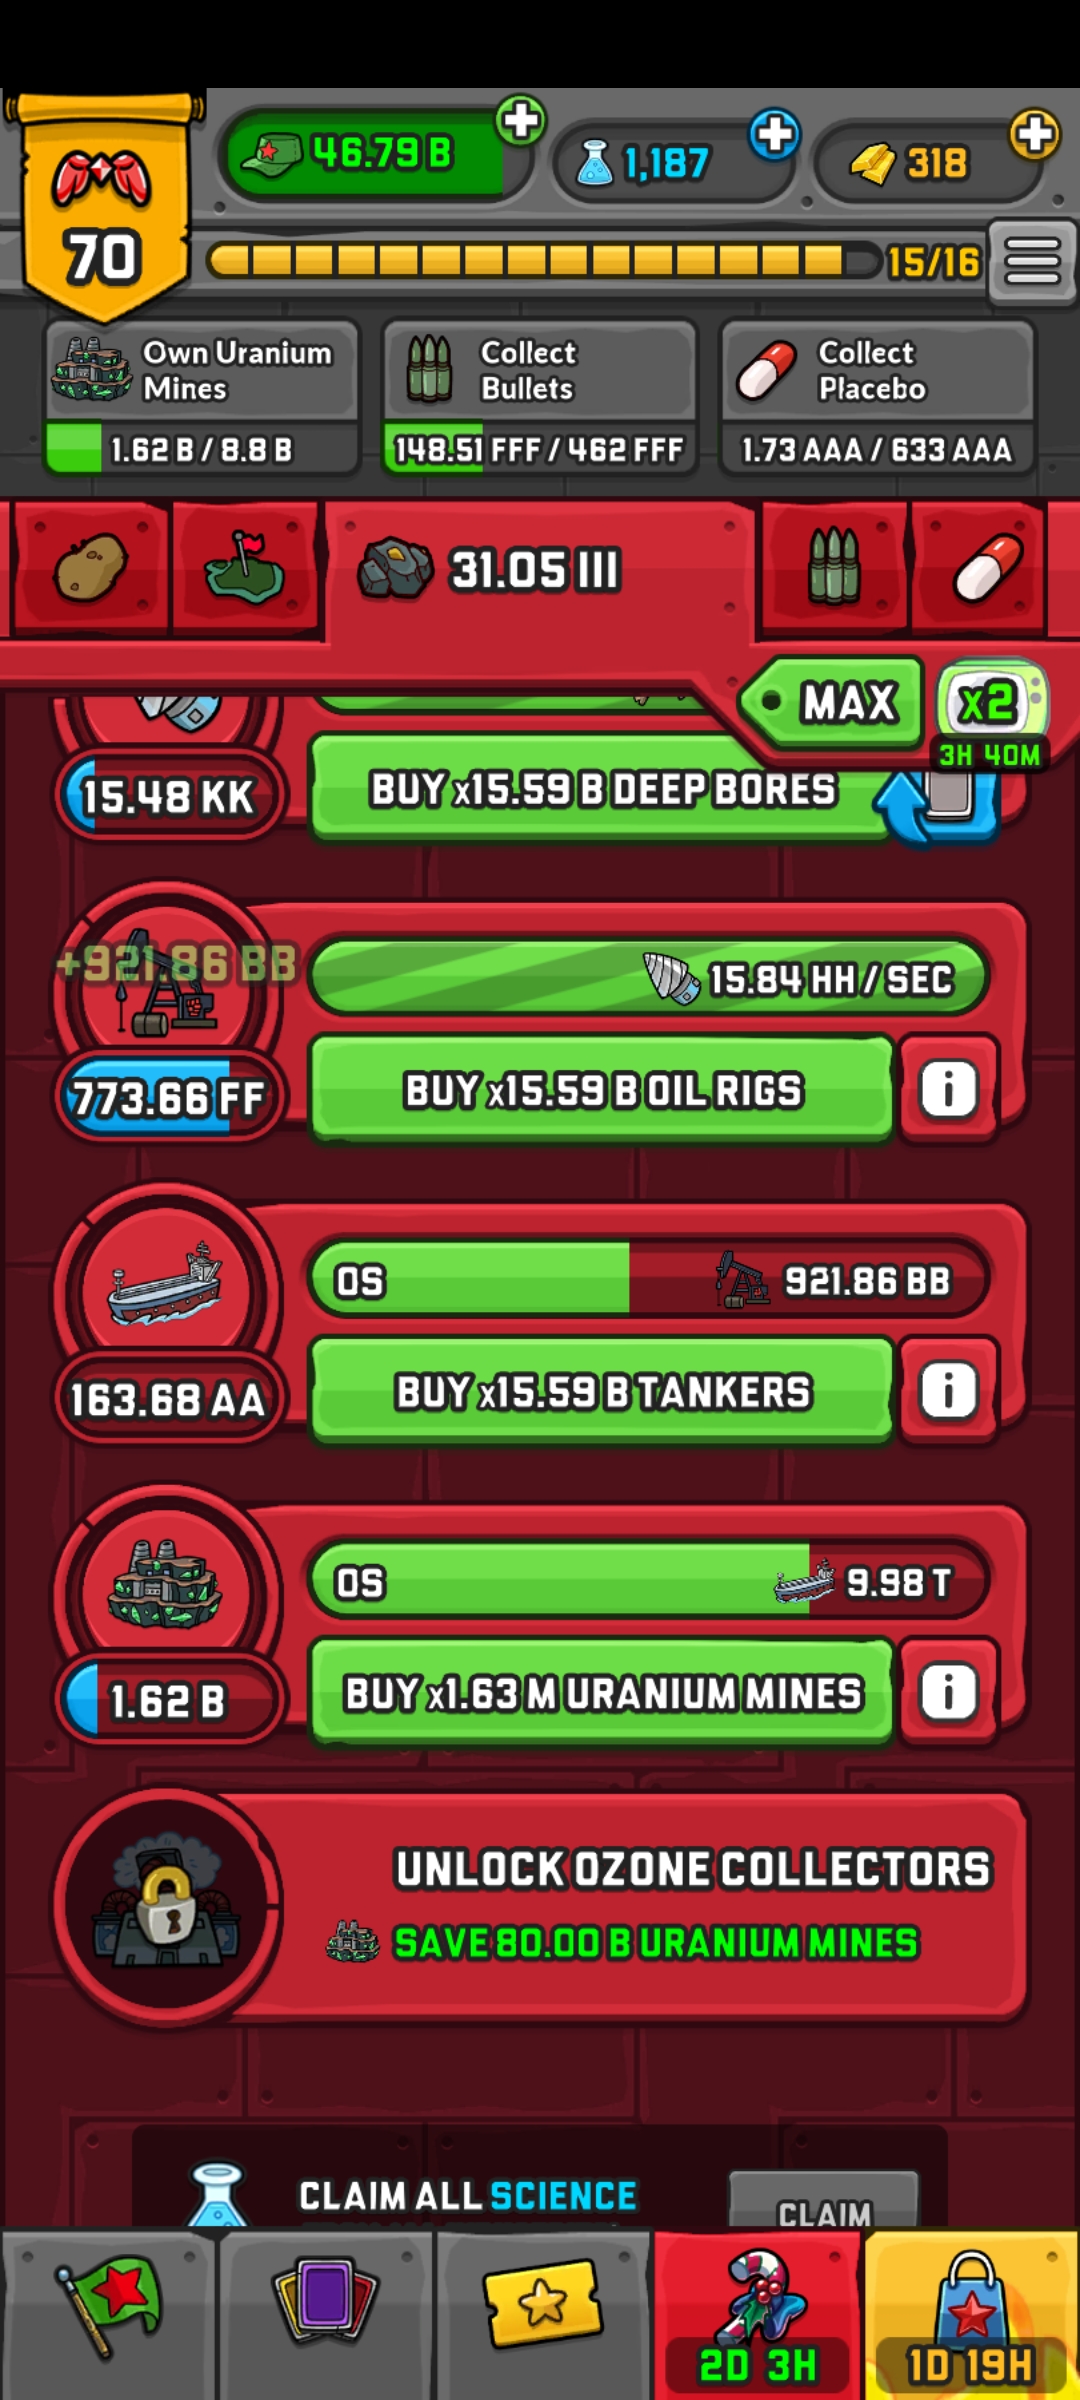 46.79 B
1,187
318
70
15/16
Own Uranium
Mines
1.62 B / 8.8 B
Collect
Bullets
148.51 FFF / 462 FFF
Collect
Placebo
1.73 AAA / 633 AAA
31.05 III
MAX
x2
3H 40M
15.48 KK
BUY x15.59 B DEEP BORES
+921.86 BB
15.84 HH / SEC
773.66 FF
BUY x15.59 B OIL RIGS
i
0S
921.86 BB
163.68 AA
BUY x15.59 B TANKERS
i
0S
9.98 T
1.62 B
BUY x1.63 M URANIUM MINES
i
UNLOCK OZONE COLLECTORS
SAVE 80.00 B URANIUM MINES
CLAIM ALL SCIENCE
CLAIM
2D 3H
1D 19H